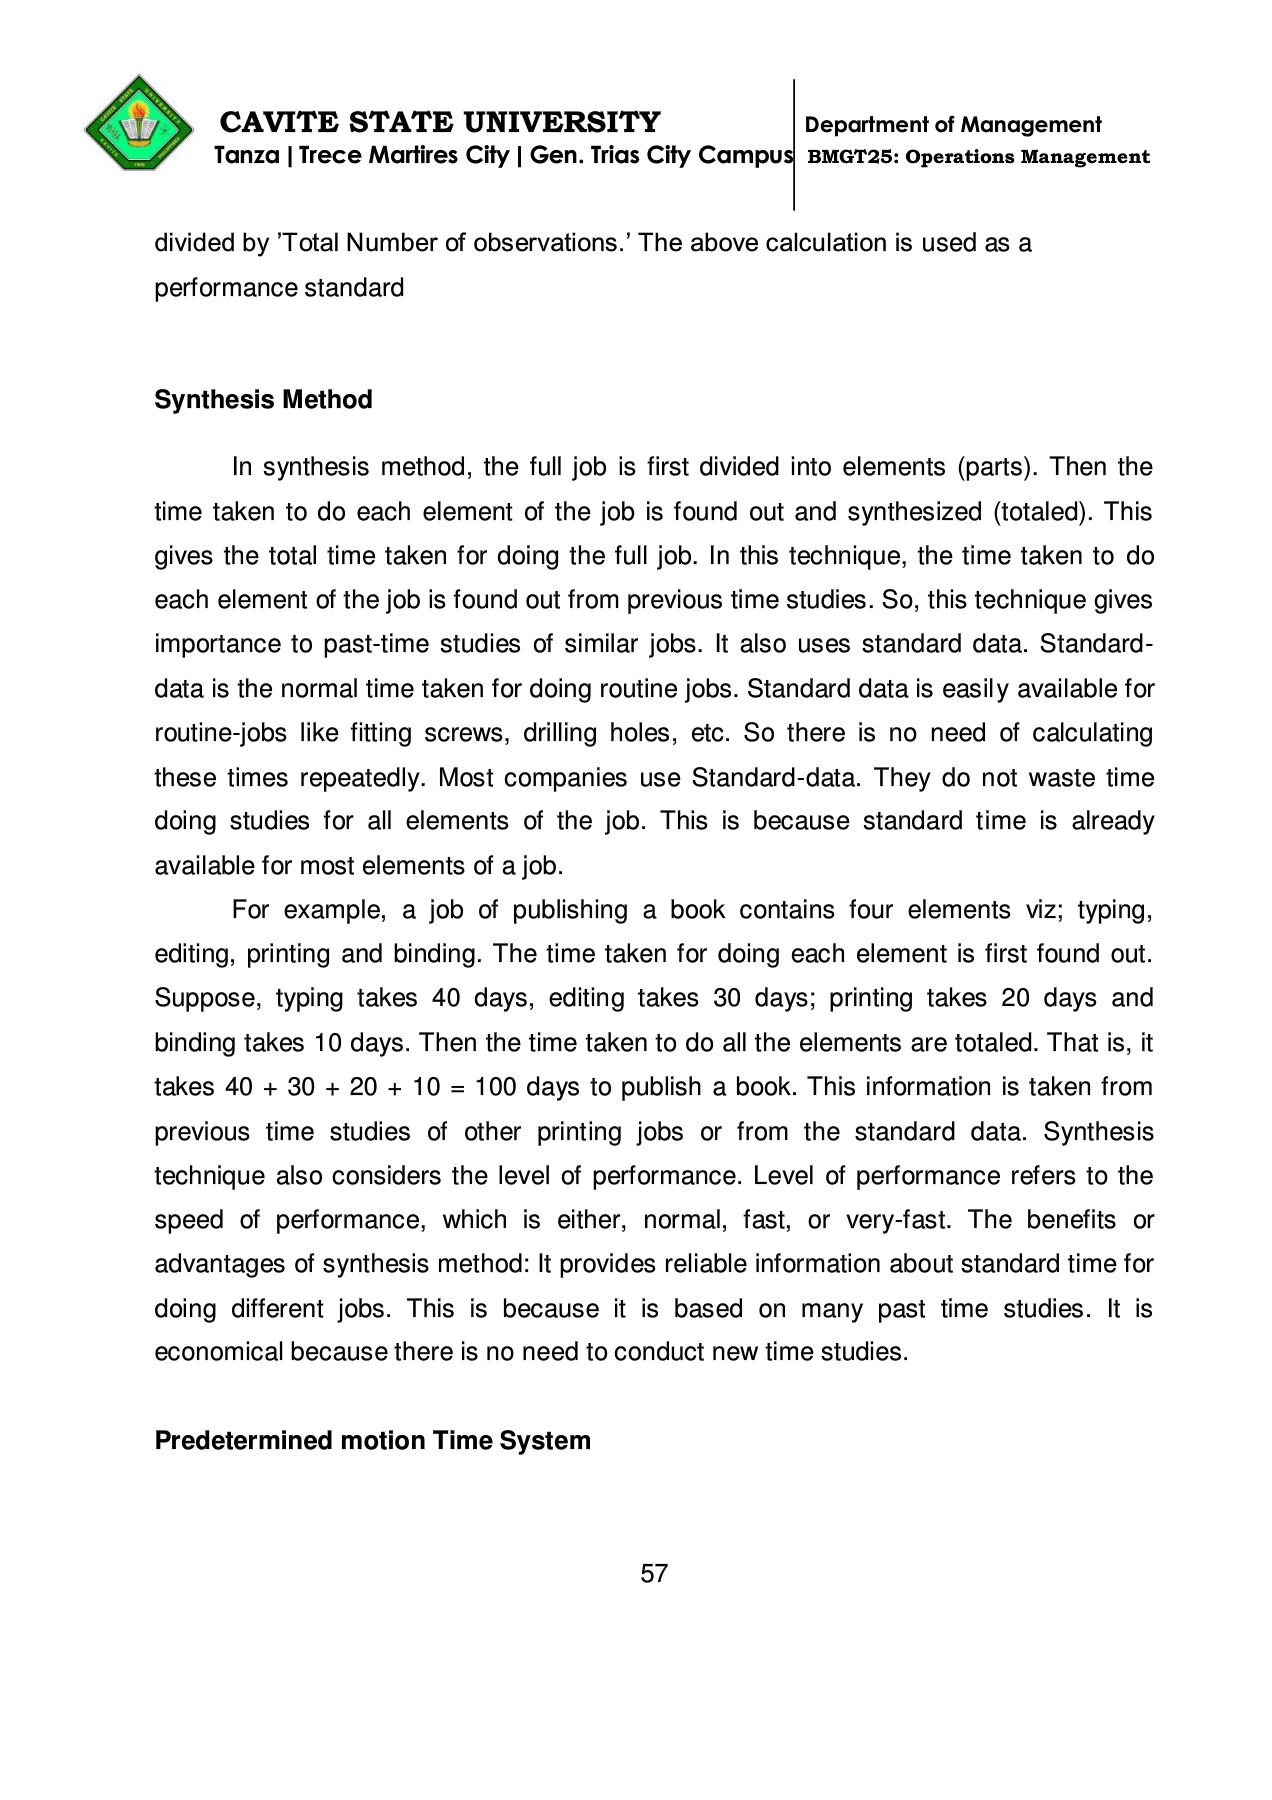 CAVITE STATE UNIVERSITY
Tanza | Trece Martires City | Gen. Trias City Campus
Department of Management
BMGT25: Operations Management
divided by ’Total Number of observations.’ The above calculation is used as a
performance standard
Synthesis Method
In synthesis method, the full job is first divided into elements (parts). Then the
time taken to do each element of the job is found out and synthesized (totaled). This
gives the total time taken for doing the full job. In this technique, the time taken to do
each element of the job is found out from previous time studies. So, this technique gives
importance to past-time studies of similar jobs. It also uses standard data. Standard-
data is the normal time taken for doing routine jobs. Standard data is easily available for
routine-jobs like fitting screws, drilling holes, etc. So there is no need of calculating
these times repeatedly. Most companies use Standard-data. They do not waste time
doing studies for all elements of the job. This is because standard time is already
available for most elements of a job.
For example, a job of publishing a book contains four elements viz; typing,
editing, printing and binding. The time taken for doing each element is first found out.
Suppose, typing takes 40 days, editing takes 30 days; printing takes 20 days and
binding takes 10 days. Then the time taken to do all the elements are totaled. That is, it
takes 40 + 30 + 20 + 10 = 100 days to publish a book. This information is taken from
previous time studies of other printing jobs or from the standard data. Synthesis
technique also considers the level of performance. Level of performance refers to the
speed of performance, which is either, normal, fast, or very-fast. The benefits or
advantages of synthesis method: It provides reliable information about standard time for
doing different jobs. This is because it is based on many past time studies. It is
economical because there is no need to conduct new time studies.
Predetermined motion Time System
57